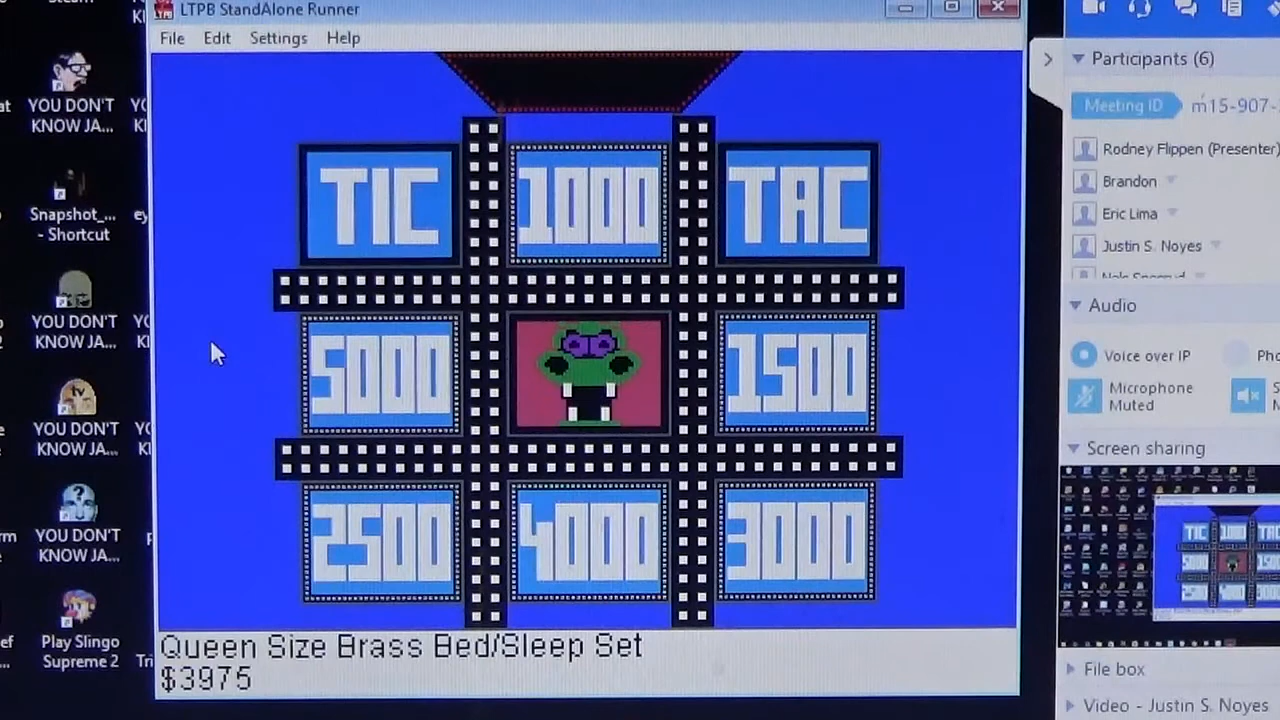 LTPB StandAlone Runner
File Edit Settings Help
TIC 1000 TAC
5000 1500
2500 4000 3000
Queen Size Brass Bed/Sleep Set
$3975
YOU DON'T
KNOW JA...
Snapshot_...
- Shortcut
YOU DON'T
KNOW JA...
YOU DON'T
KNOW JA...
YOU DON'T
KNOW JA...
Play Slingo
Supreme 2
Participants (6)
Meeting ID m15-907-
Rodney Flippen (Presenter)
Brandon
Eric Lima
Justin S. Noyes
Audio
Voice over IP
Microphone
Muted
Screen sharing
TIC 1000
5000
File box
Video - Justin S. Noyes